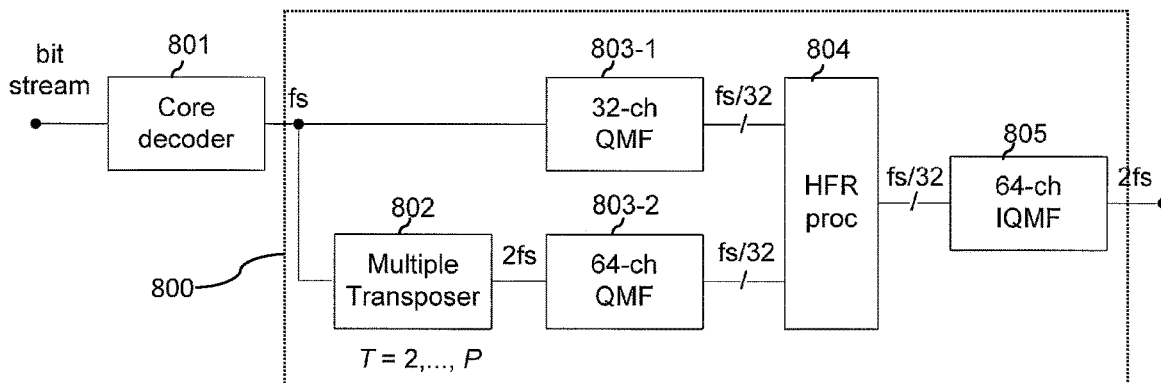 bit
stream
801
Core
decoder
fs
803-1
32-ch
QMF
fs/32
804
HFR
proc
fs/32
805
64-ch
IQMF
2fs
800
802
Multiple
Transposer
T = 2,..., P
2fs
803-2
64-ch
QMF
fs/32